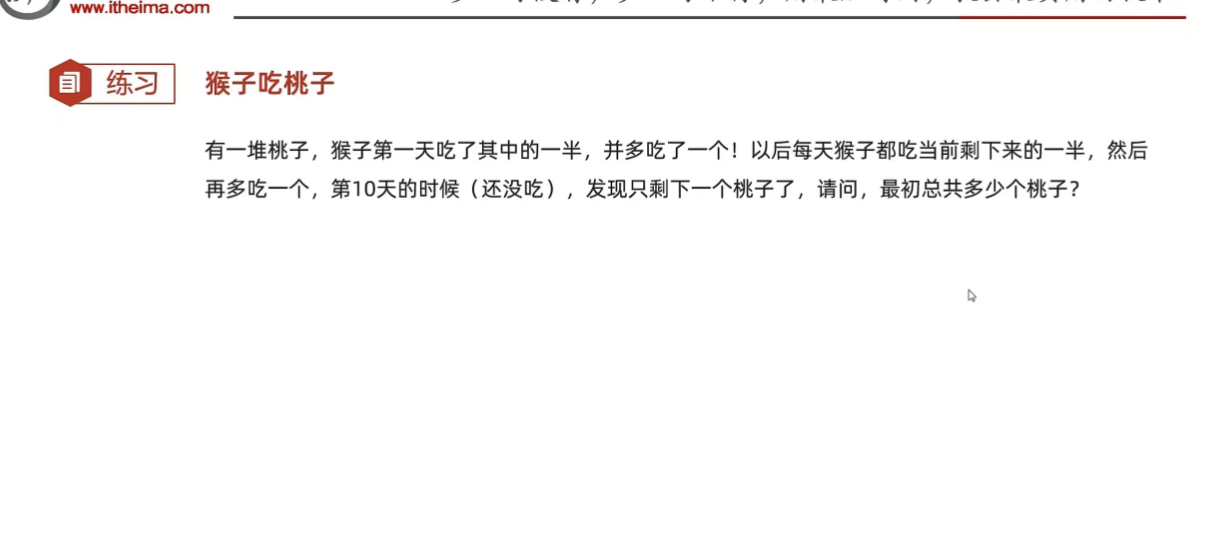 www.itheima.com
练习
猴子吃桃子
有一堆桃子，猴子第一天吃了其中的一半，并多吃了一个！以后每天猴子都吃当前剩下来的一半，然后
再多吃一个，第10天的时候（还没吃），发现只剩下一个桃子了，请问，最初总共多少个桃子？